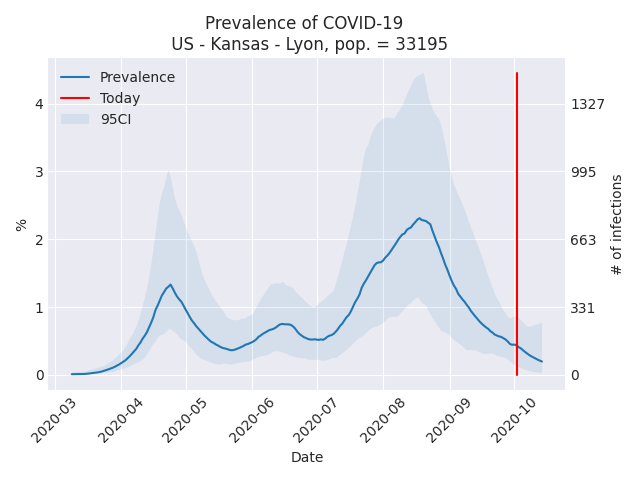 Prevalence of COVID-19
US - Kansas - Lyon, pop. = 33195
Prevalence
Today
95CI
4
3
2
1
0
%
1327
995
663
331
0
# of infections
2020-03
2020-04
2020-05
2020-06
2020-07
2020-08
2020-09
2020-10
Date